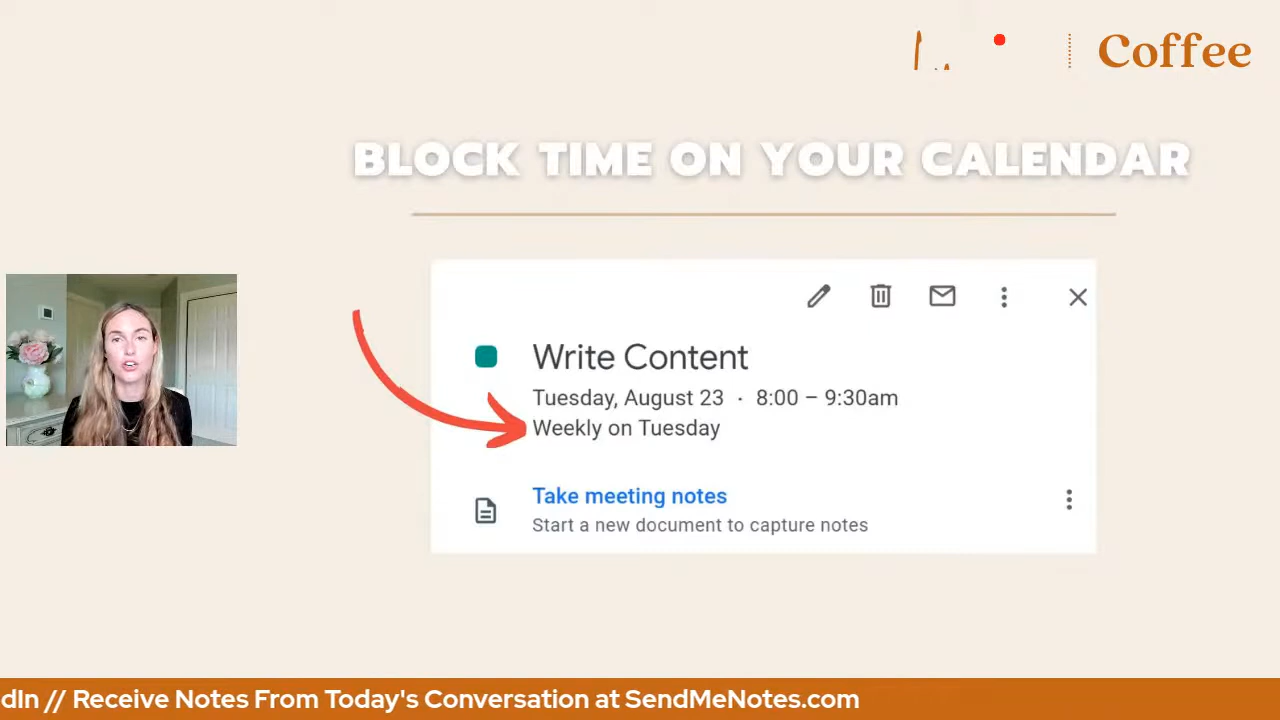 Coffee
BLOCK TIME ON YOUR CALENDAR
Write Content
Tuesday, August 23 · 8:00 – 9:30am
Weekly on Tuesday
Take meeting notes
Start a new document to capture notes
dIn // Receive Notes From Today's Conversation at SendMeNotes.com